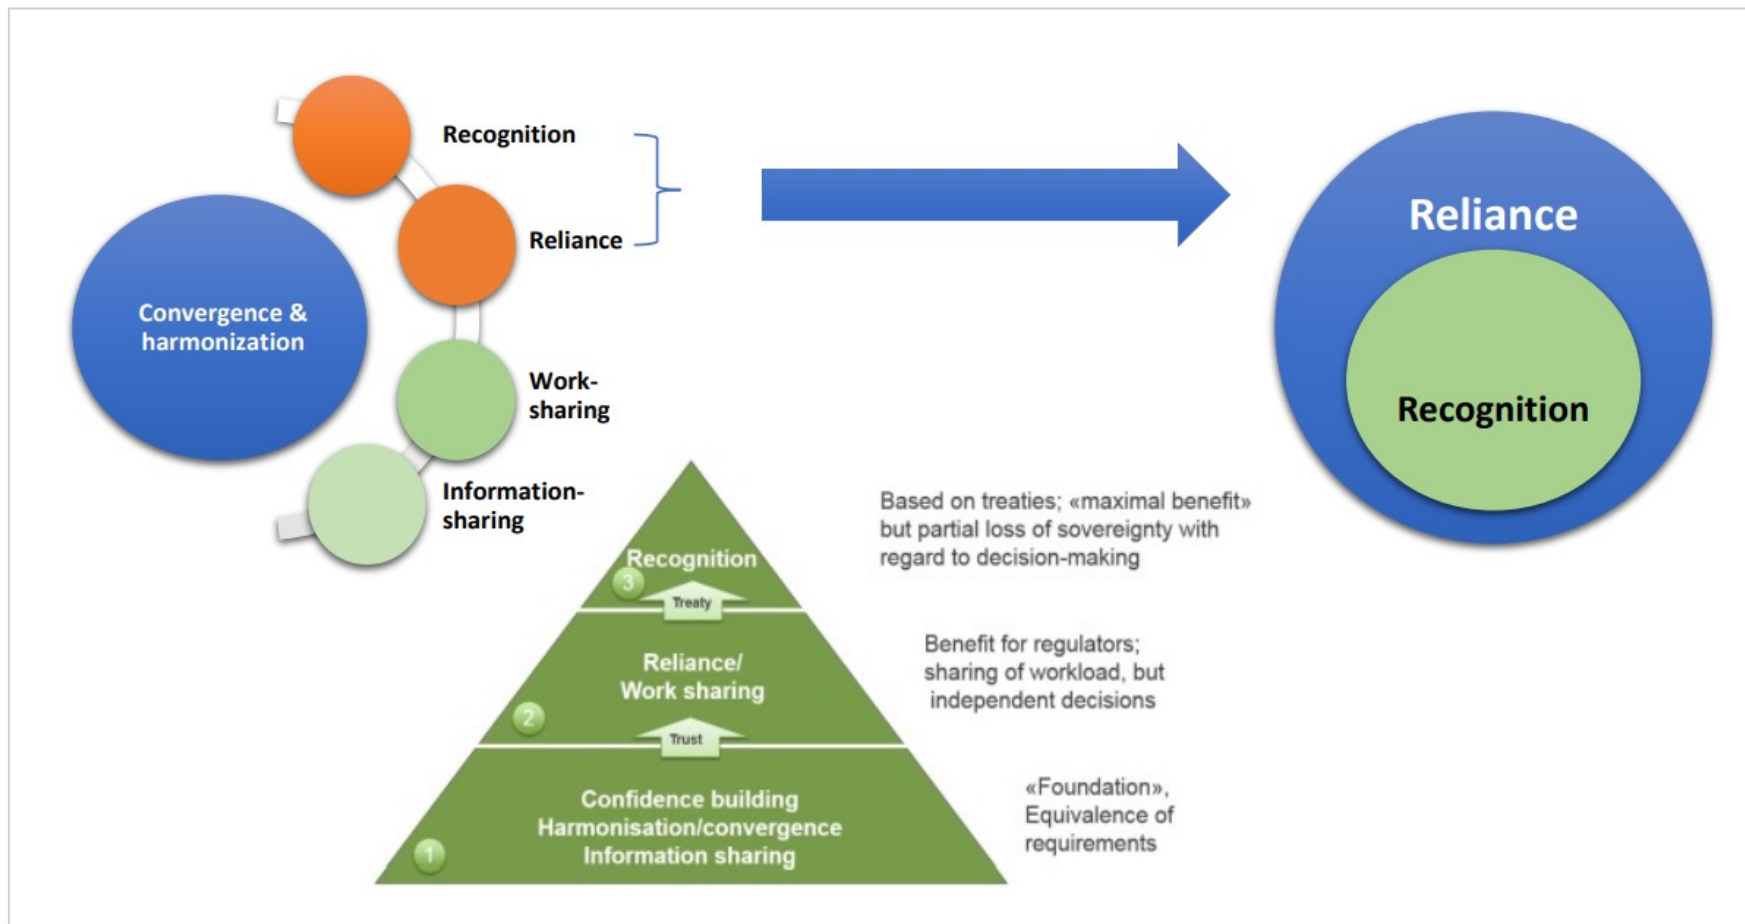 Recognition
Reliance
Convergence &
harmonization
Work-
sharing
Information-
sharing
Reliance
Recognition
Recognition
3
Treaty
Based on treaties; «maximal benefit»
but partial loss of sovereignty with
regard to decision-making
Reliance/
Work sharing
2
Trust
Benefit for regulators;
sharing of workload, but
independent decisions
Confidence building
Harmonisation/convergence
Information sharing
1
«Foundation»,
Equivalence of
requirements